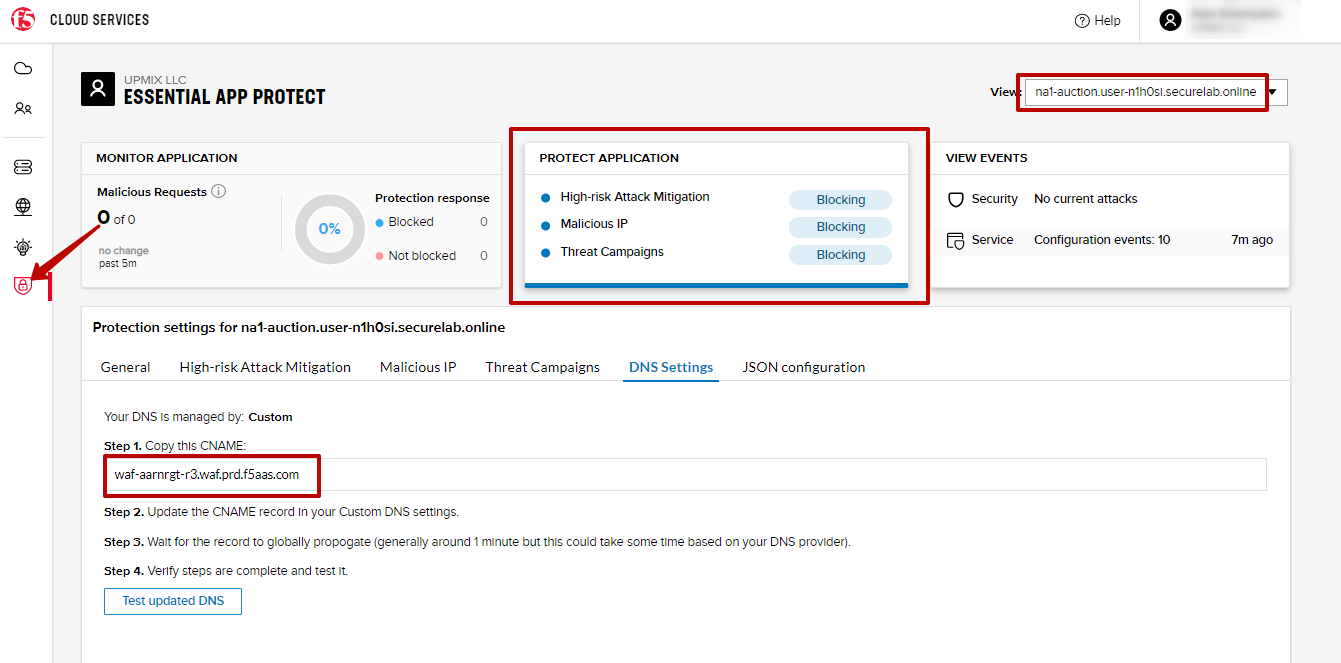 f5 CLOUD SERVICES
Help
UPMIX LLC
ESSENTIAL APP PROTECT
View: na1-auction.user-n1h0si.securelab.online
MONITOR APPLICATION
Malicious Requests
0 of 0
no change
past 5m
0%
Protection response
Blocked 0
Not blocked 0
PROTECT APPLICATION
High-risk Attack Mitigation Blocking
Malicious IP Blocking
Threat Campaigns Blocking
VIEW EVENTS
Security No current attacks
Service Configuration events: 10 7m ago
Protection settings for na1-auction.user-n1h0si.securelab.online
General High-risk Attack Mitigation Malicious IP Threat Campaigns DNS Settings JSON configuration
Your DNS is managed by: Custom
Step 1. Copy this CNAME:
waf-aarnrgt-r3.waf.prd.f5aas.com
Step 2. Update the CNAME record in your Custom DNS settings.
Step 3. Wait for the record to globally propogate (generally around 1 minute but this could take some time based on your DNS provider).
Step 4. Verify steps are complete and test it.
Test updated DNS